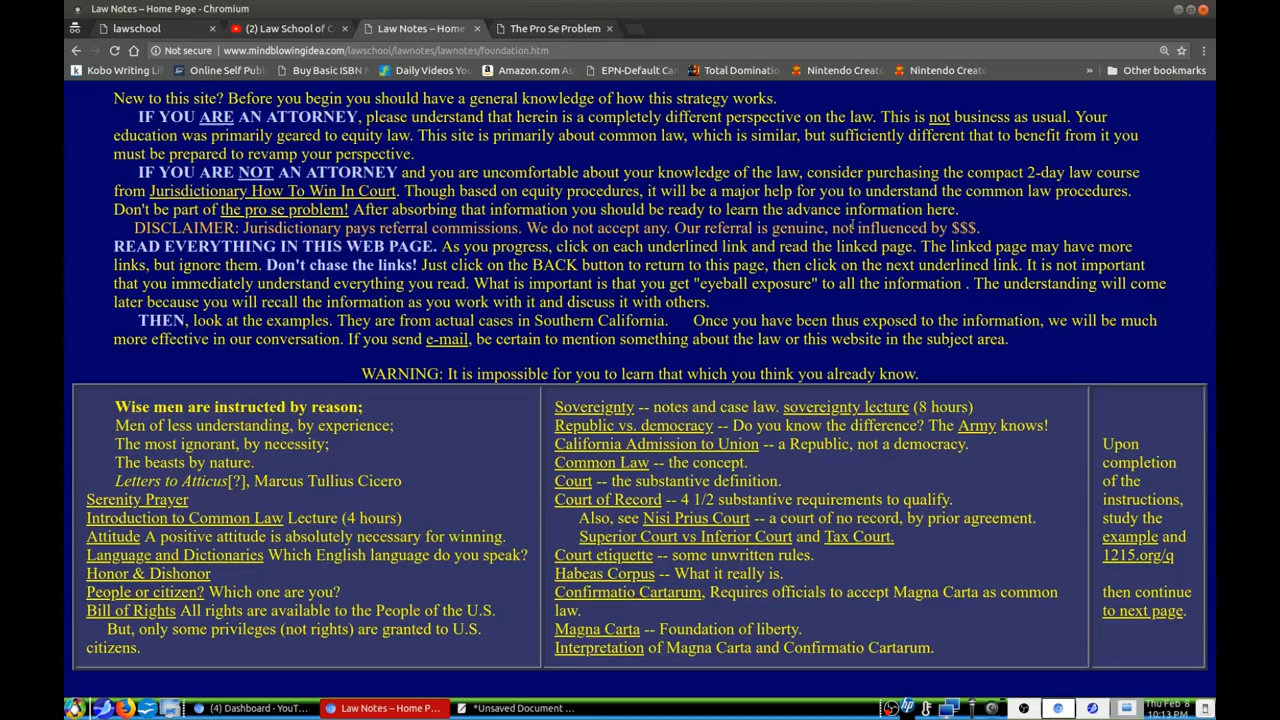 Law Notes – Home Page - Chromium
lawschool
(2) Law School of C
Law Notes – Home
The Pro Se Problem
Not secure | www.mindblowingidea.com/lawschool/lawnotes/lawnotes/foundation.htm
Kobo Writing Li
Online Self Publ
Buy Basic ISBN
Daily Videos You
Amazon.com As
EPN-Default Car
Total Dominatio
Nintendo Creato
Nintendo Creato
»
Other bookmarks
New to this site? Before you begin you should have a general knowledge of how this strategy works.
IF YOU ARE AN ATTORNEY, please understand that herein is a completely different perspective on the law. This is not business as usual. Your
education was primarily geared to equity law. This site is primarily about common law, which is similar, but sufficiently different that to benefit from it you
must be prepared to revamp your perspective.
IF YOU ARE NOT AN ATTORNEY and you are uncomfortable about your knowledge of the law, consider purchasing the compact 2-day law course
from Jurisdictionary How To Win In Court. Though based on equity procedures, it will be a major help for you to understand the common law procedures.
Don't be part of the pro se problem! After absorbing that information you should be ready to learn the advance information here.
DISCLAIMER: Jurisdictionary pays referral commissions. We do not accept any. Our referral is genuine, not influenced by $$$.
READ EVERYTHING IN THIS WEB PAGE. As you progress, click on each underlined link and read the linked page. The linked page may have more
links, but ignore them. Don't chase the links! Just click on the BACK button to return to this page, then click on the next underlined link. It is not important
that you immediately understand everything you read. What is important is that you get "eyeball exposure" to all the information . The understanding will come
later because you will recall the information as you work with it and discuss it with others.
THEN, look at the examples. They are from actual cases in Southern California. Once you have been thus exposed to the information, we will be much
more effective in our conversation. If you send e-mail, be certain to mention something about the law or this website in the subject area.
WARNING: It is impossible for you to learn that which you think you already know.
Wise men are instructed by reason;
Men of less understanding, by experience;
The most ignorant, by necessity;
The beasts by nature.
Letters to Atticus[?], Marcus Tullius Cicero
Serenity Prayer
Introduction to Common Law Lecture (4 hours)
Attitude A positive attitude is absolutely necessary for winning.
Language and Dictionaries Which English language do you speak?
Honor & Dishonor
People or citizen? Which one are you?
Bill of Rights All rights are available to the People of the U.S.
But, only some privileges (not rights) are granted to U.S.
citizens.
Sovereignty -- notes and case law. sovereignty lecture (8 hours)
Republic vs. democracy -- Do you know the difference? The Army knows!
California Admission to Union -- a Republic, not a democracy.
Common Law -- the concept.
Court -- the substantive definition.
Court of Record -- 4 1/2 substantive requirements to qualify.
Also, see Nisi Prius Court -- a court of no record, by prior agreement.
Superior Court vs Inferior Court and Tax Court.
Court etiquette -- some unwritten rules.
Habeas Corpus -- What it really is.
Confirmatio Cartarum, Requires officials to accept Magna Carta as common
law.
Magna Carta -- Foundation of liberty.
Interpretation of Magna Carta and Confirmatio Cartarum.
Upon
completion
of the
instructions,
study the
example and
1215.org/q
then continue
to next page.
(4) Dashboard - YouT...
Law Notes – Home P...
*Unsaved Document ...
Thu Feb 8
10:13 PM